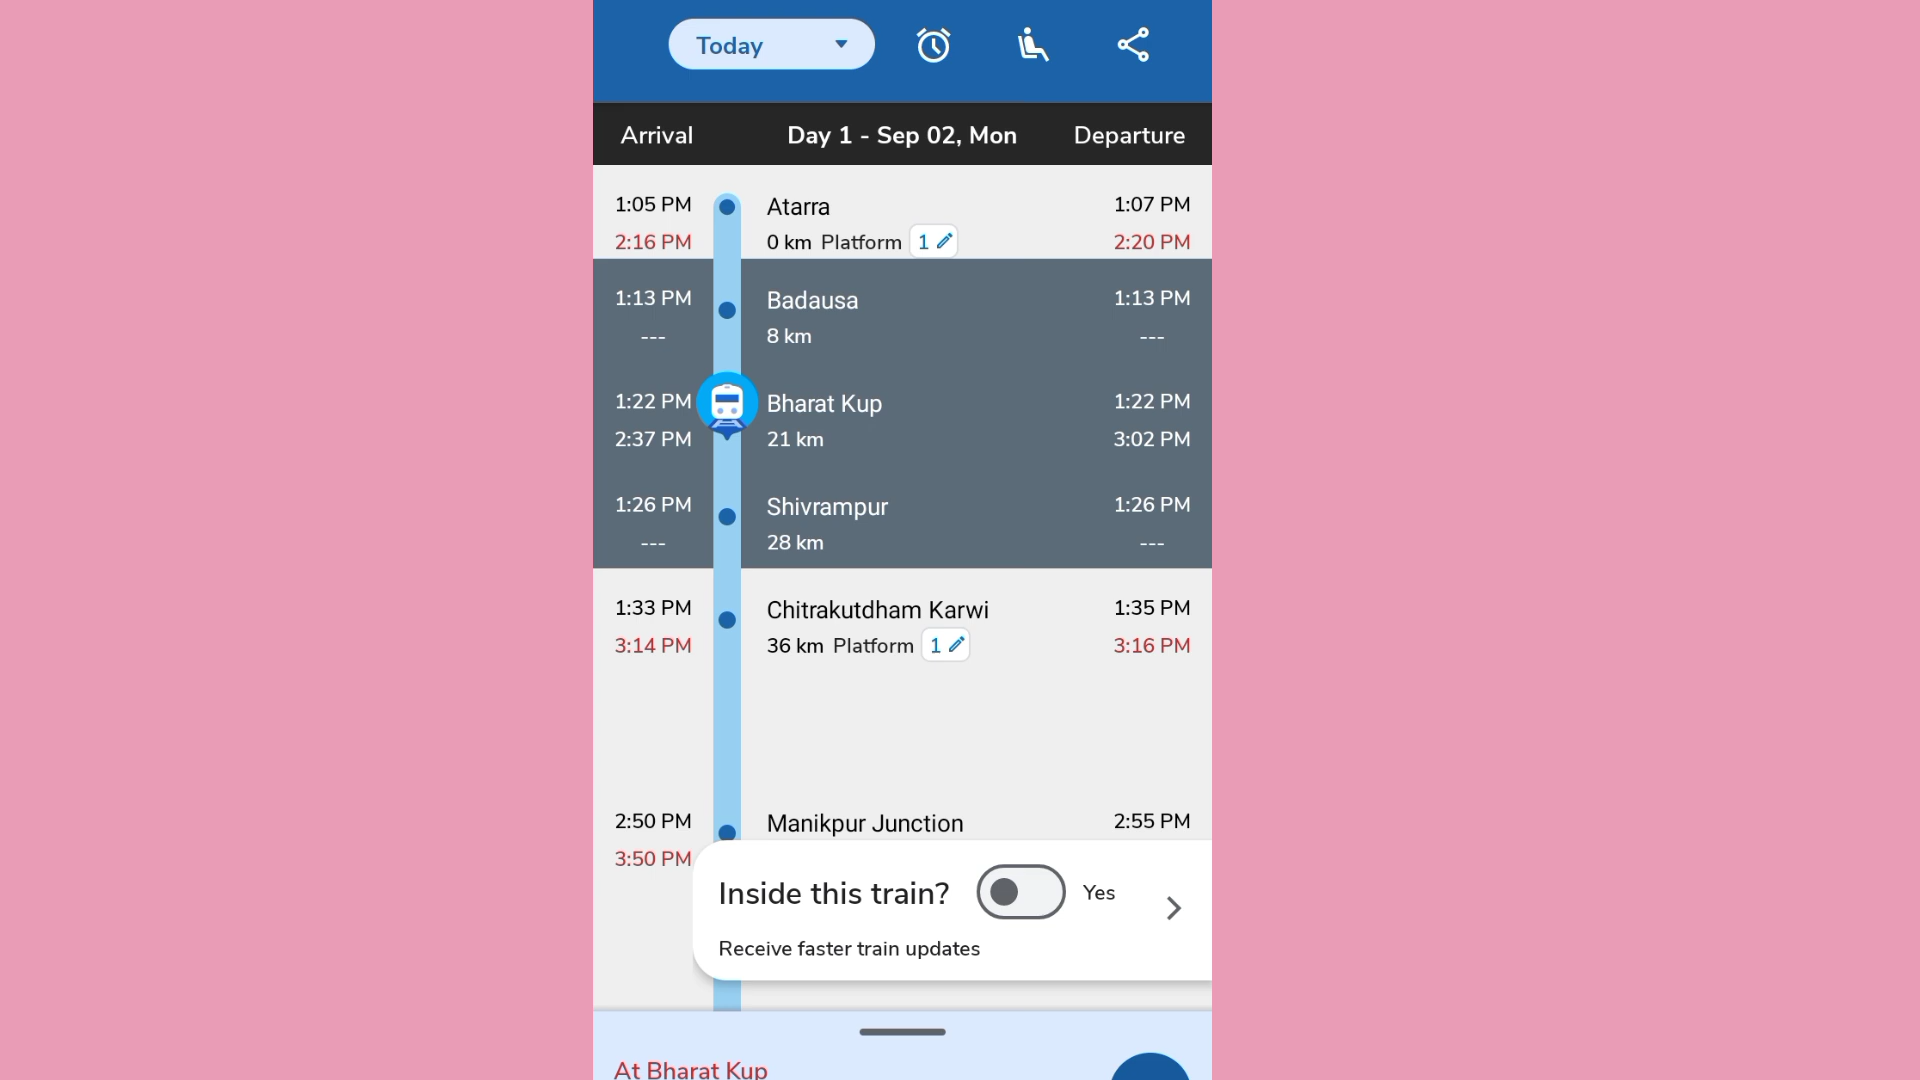 Today
Arrival Day 1 - Sep 02, Mon Departure
1:05 PM Atarra 1:07 PM
2:16 PM 0 km Platform 1 2:20 PM
1:13 PM Badausa 1:13 PM
--- 8 km ---
1:22 PM Bharat Kup 1:22 PM
2:37 PM 21 km 3:02 PM
1:26 PM Shivrampur 1:26 PM
--- 28 km ---
1:33 PM Chitrakutdham Karwi 1:35 PM
3:14 PM 36 km Platform 1 3:16 PM
2:50 PM Manikpur Junction 2:55 PM
3:50 PM
Inside this train? Yes
Receive faster train updates
At Bharat Kup